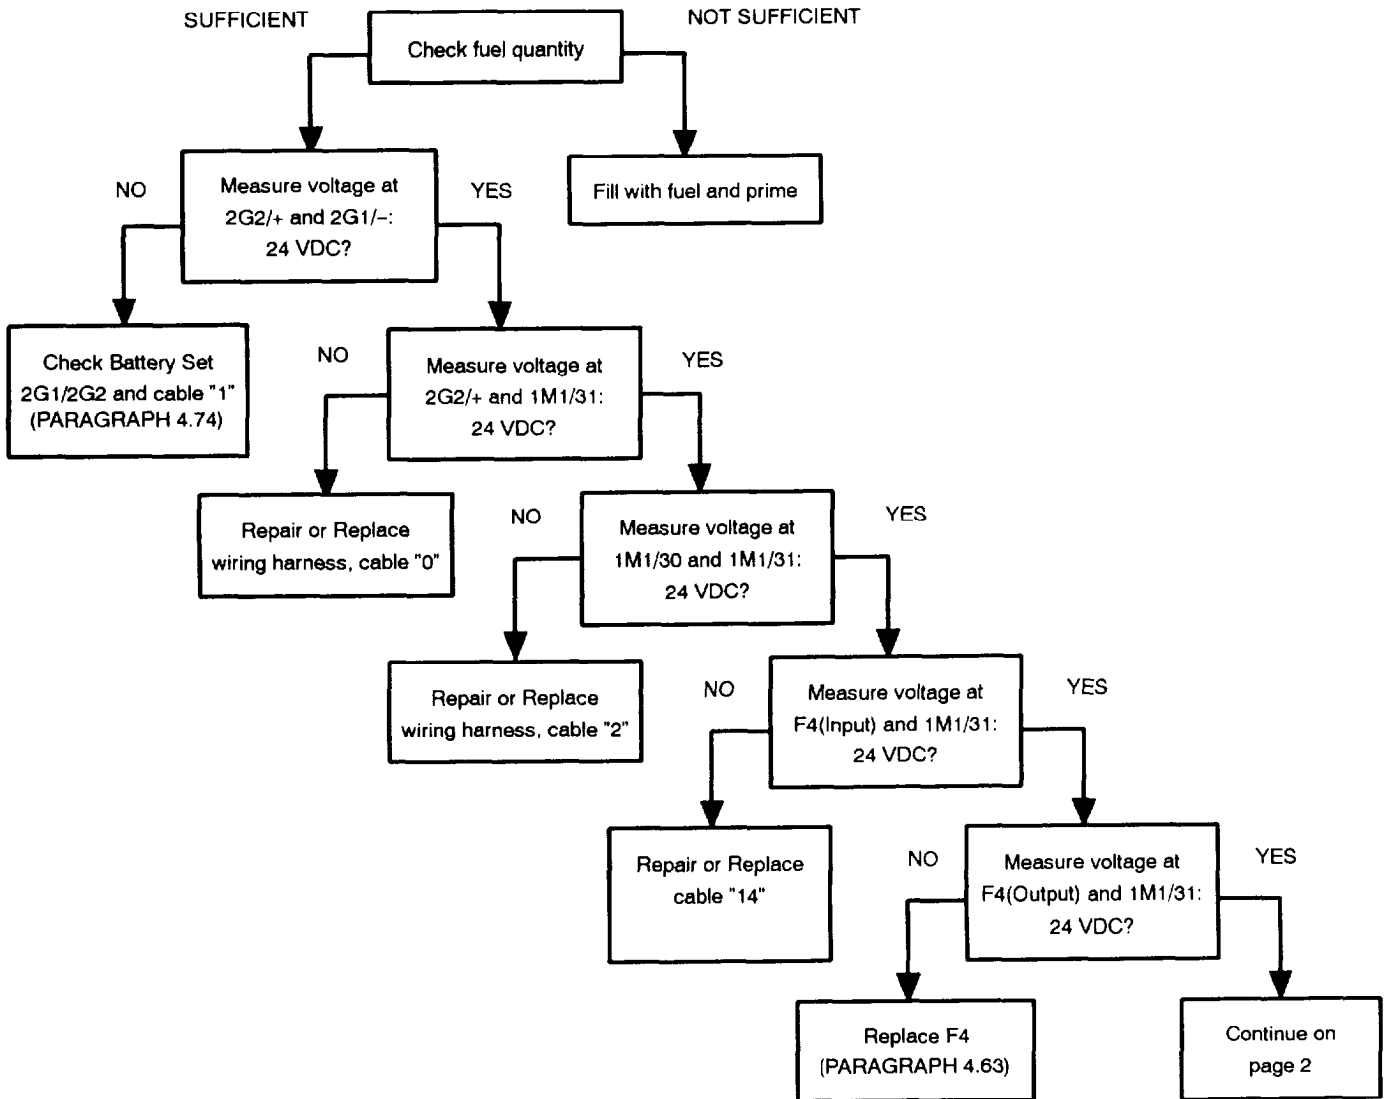 SUFFICIENT
NOT SUFFICIENT
Check fuel quantity
NO
Measure voltage at
2G2/+ and 2G1/–:
24 VDC?
YES
Fill with fuel and prime
Check Battery Set
2G1/2G2 and cable "1"
(PARAGRAPH 4.74)
NO
Measure voltage at
2G2/+ and 1M1/31:
24 VDC?
YES
Repair or Replace
wiring harness, cable "0"
NO
Measure voltage at
1M1/30 and 1M1/31:
24 VDC?
YES
Repair or Replace
wiring harness, cable "2"
NO
Measure voltage at
F4(Input) and 1M1/31:
24 VDC?
YES
Repair or Replace
cable "14"
NO
Measure voltage at
F4(Output) and 1M1/31:
24 VDC?
YES
Replace F4
(PARAGRAPH 4.63)
Continue on
page 2